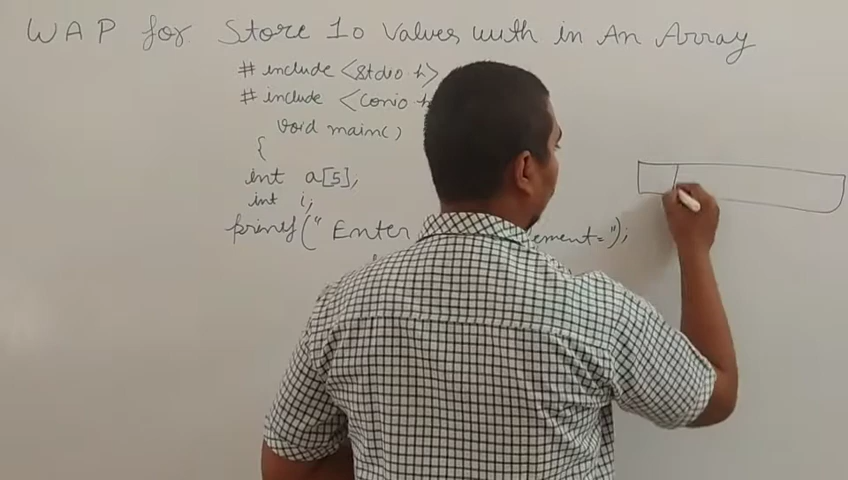 WAP for Store 10 Values with in An Array
# include <stdio.h>
# include <conio.h
void main()
{
int a[5],
int i;
printf(" Enter ement= ");